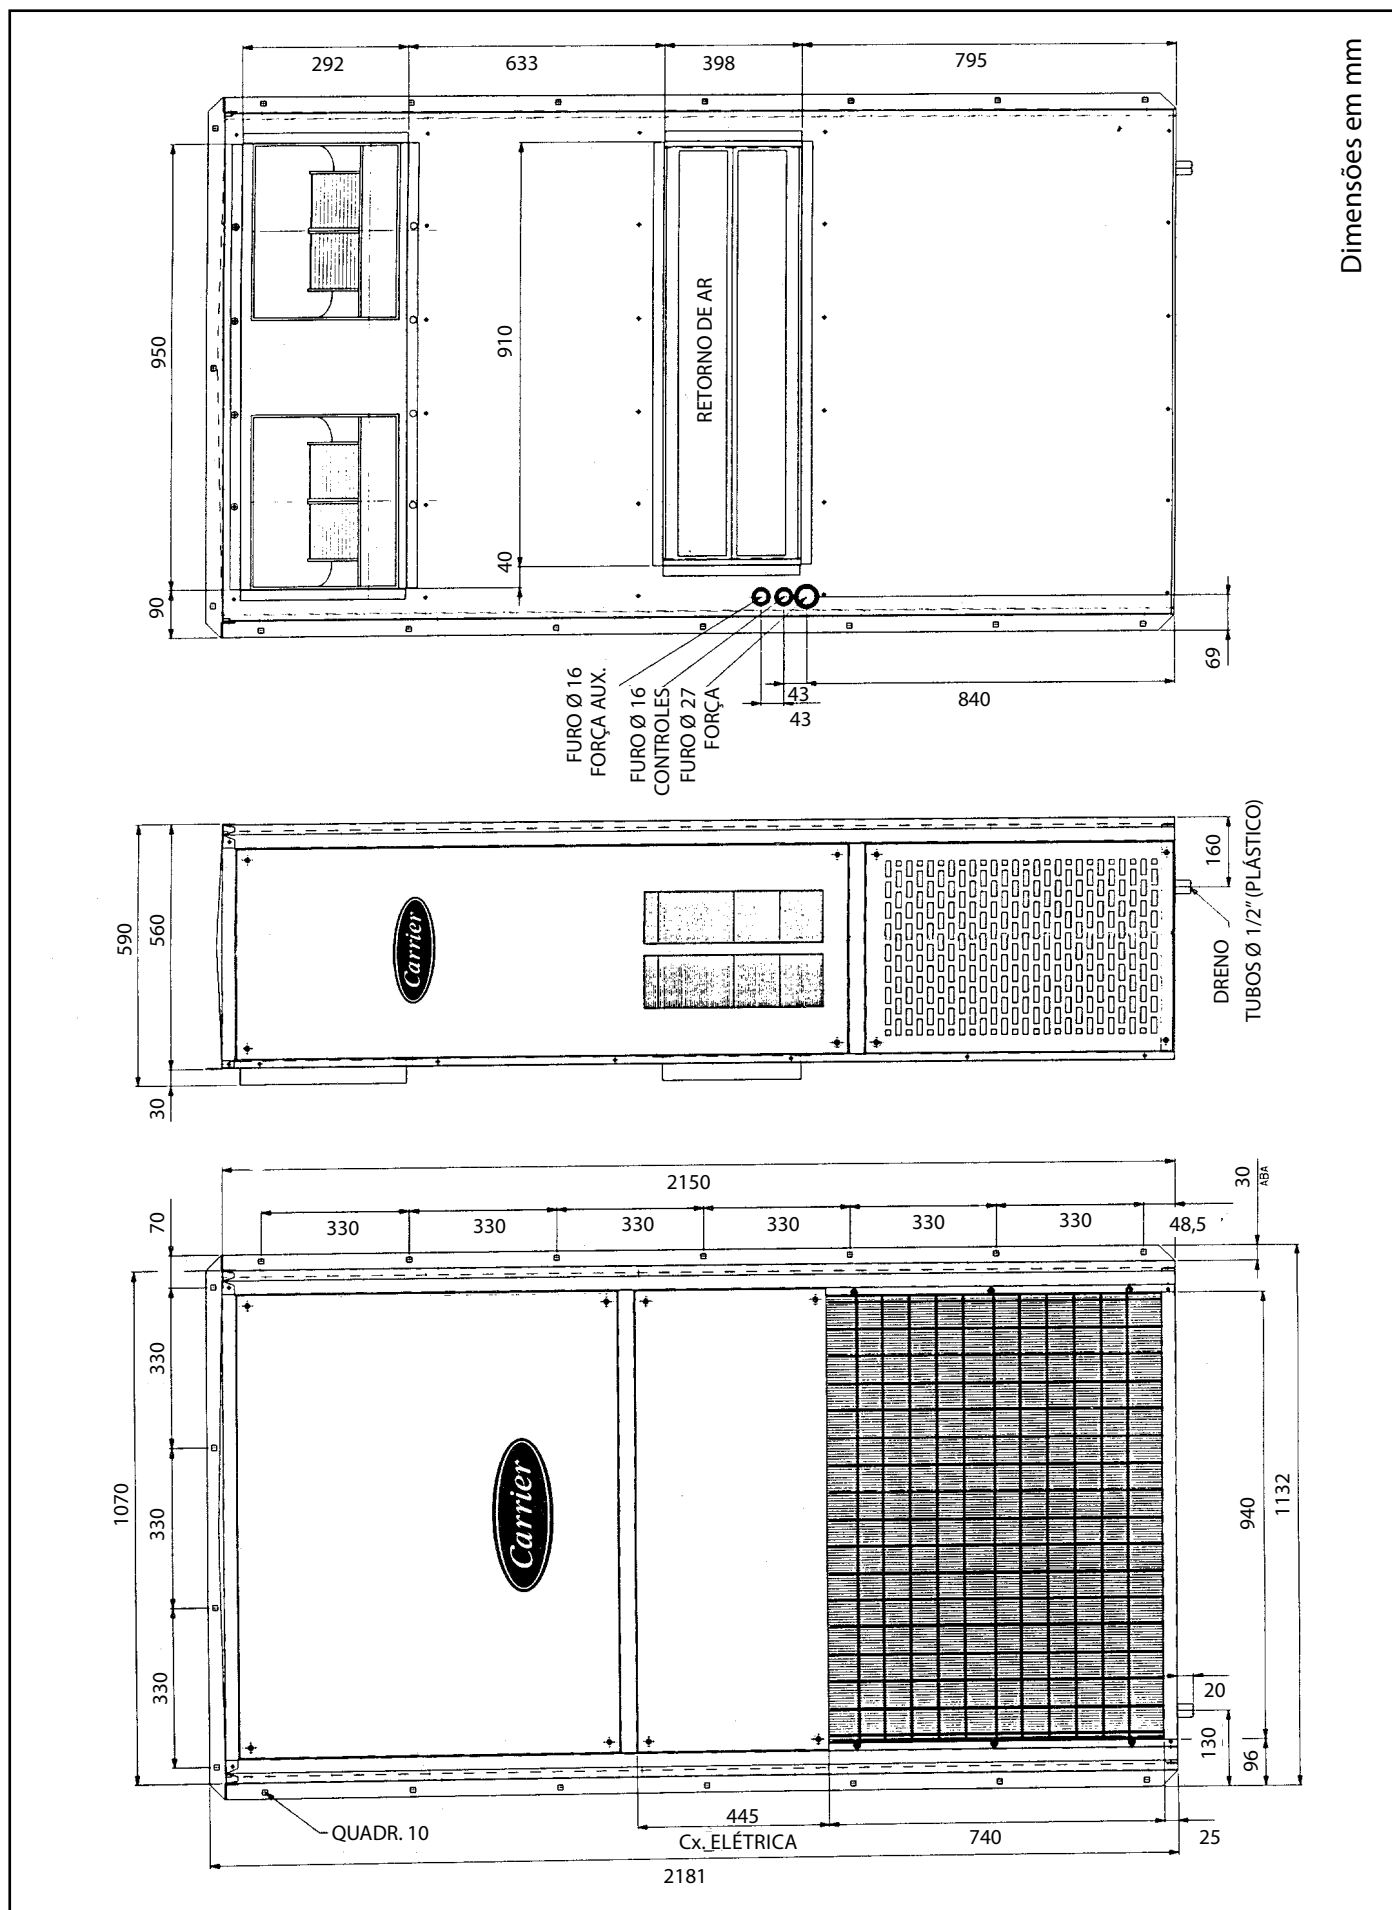 Dimensões em mm
292
633
398
795
950
90
910
40
RETORNO DE AR
FURO Ø 16
FORÇA AUX.
FURO Ø 16
CONTROLES
FURO Ø 27
FORÇA
43
43
840
69
590
560
30
Carrier
160
DRENO
TUBOS Ø 1/2" (PLÁSTICO)
2150
30
ABA
70
330
330
330
330
330
330
48,5
1070
330
330
330
Carrier
940
1132
20
130
96
QUADR. 10
445
Cx. ELÉTRICA
740
25
2181